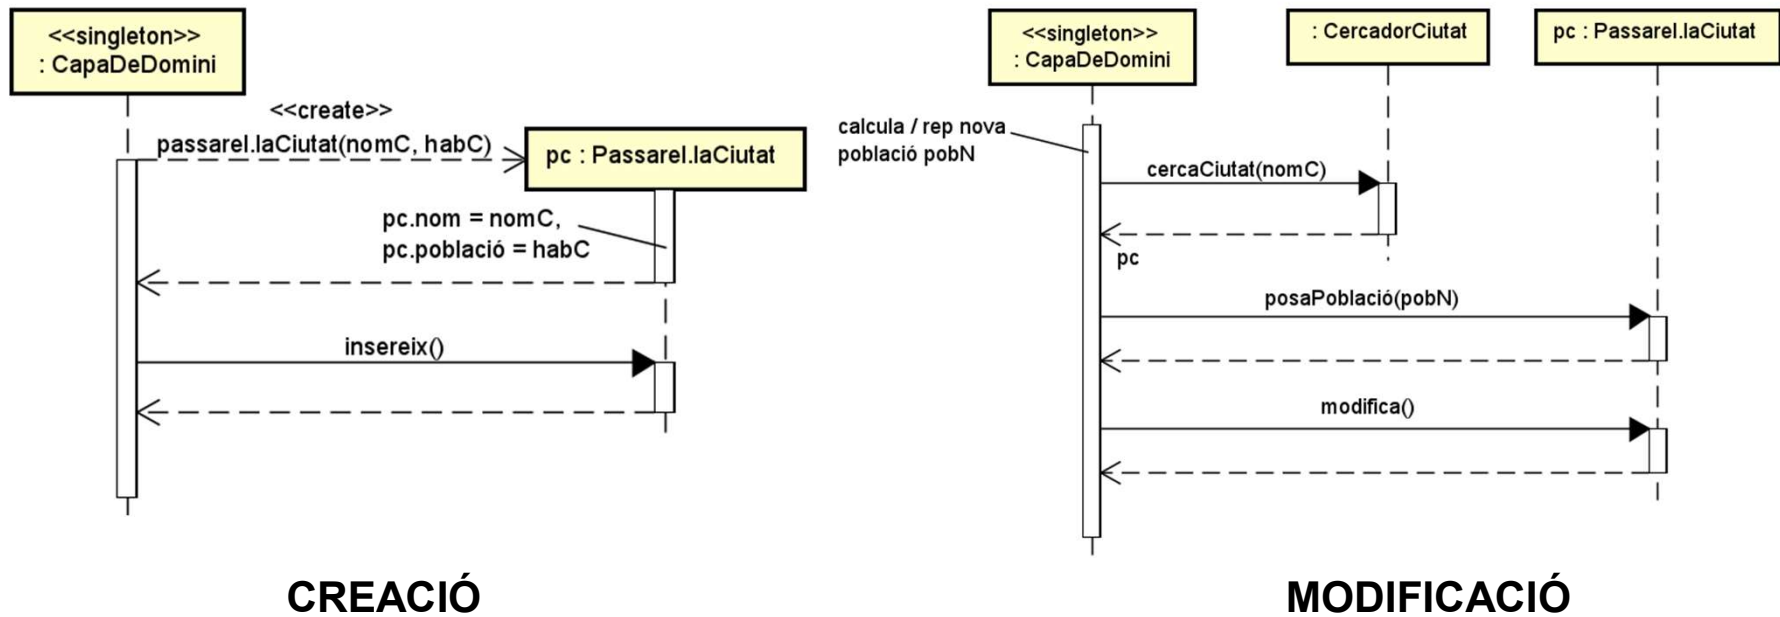 <<singleton>>
: CapaDeDomini
<<create>>
passarel.laCiutat(nomC, habC)
pc : Passarel.laCiutat
pc.nom = nomC,
pc.població = habC
insereix()
CREACIÓ
<<singleton>>
: CapaDeDomini
: CercadorCiutat
pc : Passarel.laCiutat
calcula / rep nova
població pobN
cercaCiutat(nomC)
pc
posaPoblació(pobN)
modifica()
MODIFICACIÓ